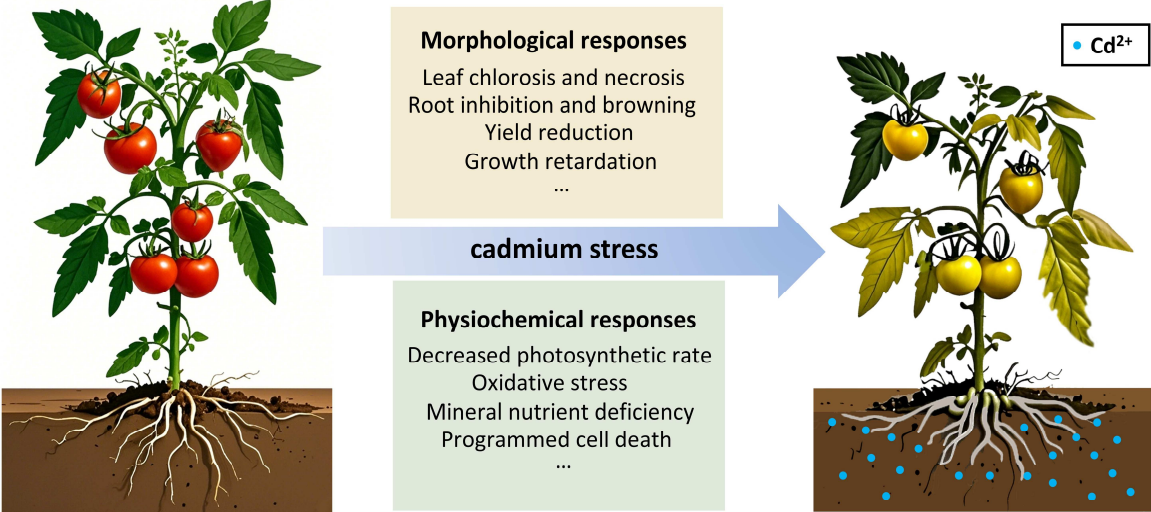 Morphological responses
Leaf chlorosis and necrosis
Root inhibition and browning
Yield reduction
Growth retardation
...
cadmium stress
Physiochemical responses
Decreased photosynthetic rate
Oxidative stress
Mineral nutrient deficiency
Programmed cell death
...
Cd²⁺